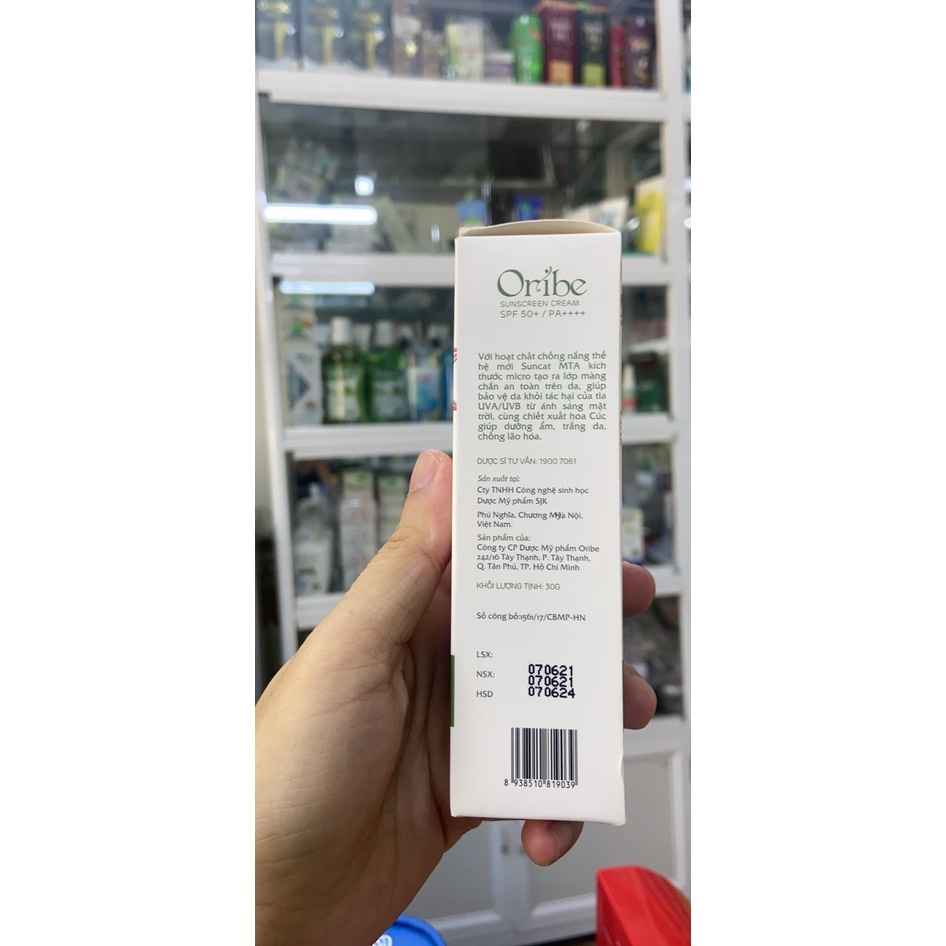 Oribe
SUNSCREEN CREAM
SPF 50+ / PA++++
Với hoạt chất chống nắng thế
hệ mới Suncat MTA kích
thước micro tạo ra lớp màng
chắn an toàn trên da, giúp
bảo vệ da khỏi tác hại của tia
UVA/UVB từ ánh sáng mặt
trời, cùng chiết xuất hoa Cúc
giúp dưỡng ẩm, trắng da,
chống lão hóa.
DƯỢC SĨ TƯ VẤN: 1900 7061
Sản xuất tại:
Cty TNHH Công nghệ sinh học
Dược Mỹ phẩm SJK
Phú Nghĩa, Chương Mỹ, Hà Nội,
Việt Nam.
Sản phẩm của:
Công ty CP Dược Mỹ phẩm Oribe
242/16 Tây Thạnh, P. Tây Thạnh,
Q. Tân Phú, TP. Hồ Chí Minh
KHỐI LƯỢNG TỊNH: 30G
Số công bố:1561/17/CBMP-HN
LSX: 070621
NSX: 070621
HSD 070624
8 938510 819039